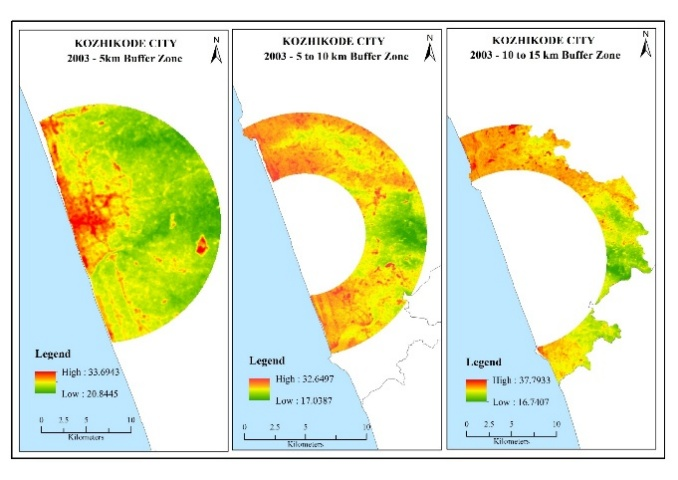 KOZHIKODE CITY
2003 - 5km Buffer Zone
N
Legend
High : 33.6943
Low : 20.8445
0 2.5 5 10
Kilometers
KOZHIKODE CITY
2003 - 5 to 10 km Buffer Zone
N
Legend
High : 32.6497
Low : 17.0387
0 2.5 5 10
Kilometers
KOZHIKODE CITY
2003 - 10 to 15 km Buffer Zone
N
Legend
High : 37.7933
Low : 16.7407
0 2.5 5 10
Kilometers